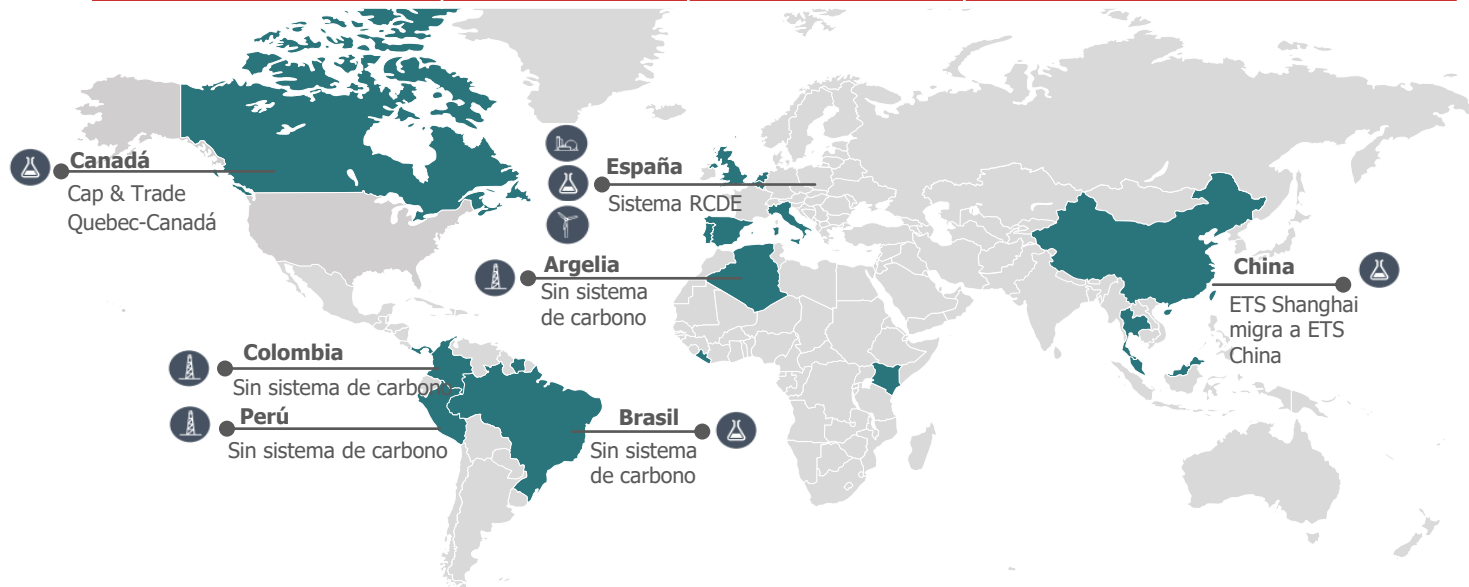 Canadá
Cap & Trade
Quebec-Canadá
España
Sistema RCDE
Argelia
Sin sistema
de carbono
China
ETS Shanghai
migra a ETS
China
Colombia
Sin sistema de carbono
Perú
Sin sistema de carbono
Brasil
Sin sistema
de carbono